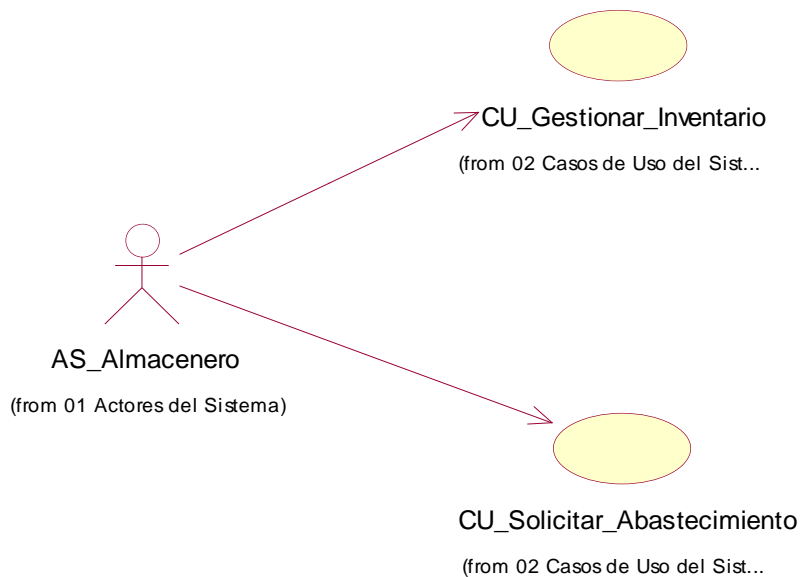 CU_Gestionar_Inventario
(from 02 Casos de Uso del Sist...
AS_Almacenero
(from 01 Actores del Sistema)
CU_Solicitar_Abastecimiento
(from 02 Casos de Uso del Sist...